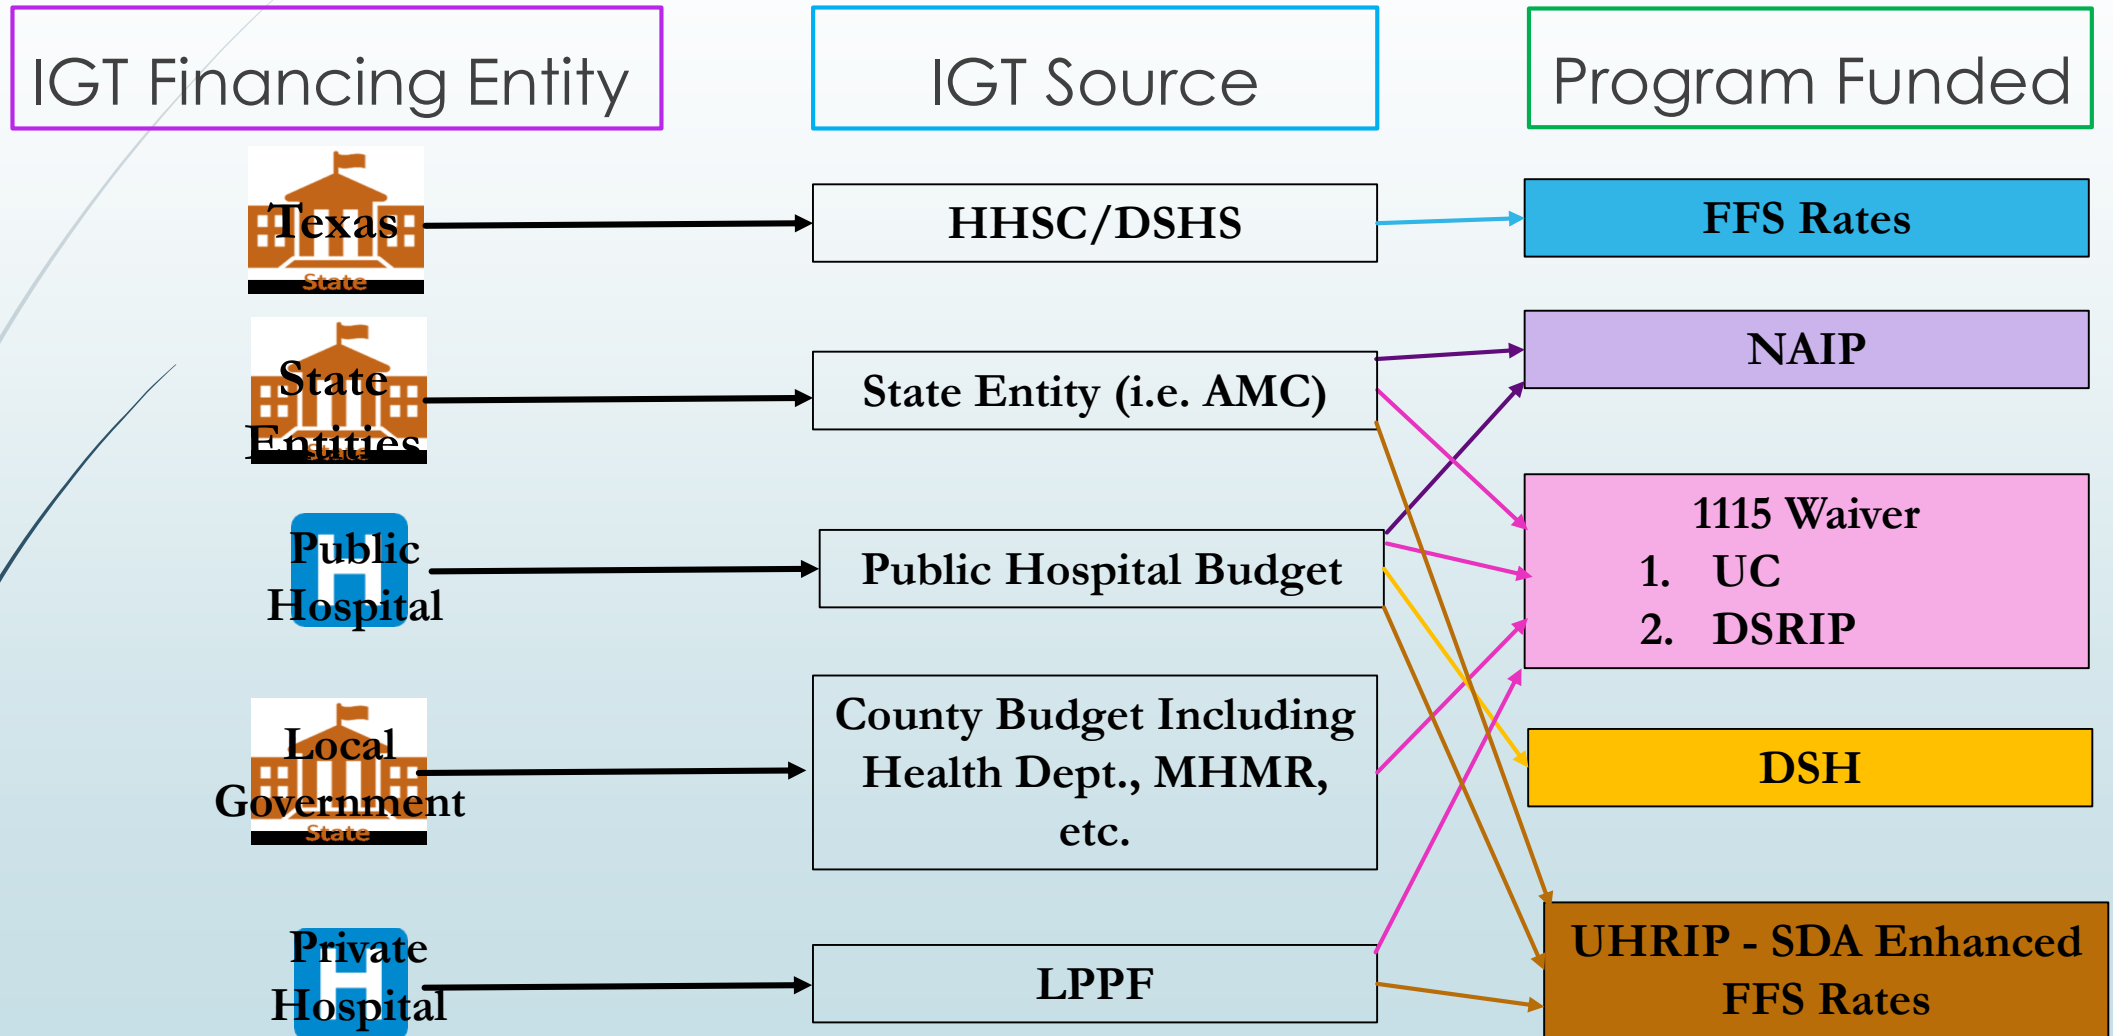 IGT Financing Entity
IGT Source
Program Funded
Texas
State
HHSC/DSHS
FFS Rates
State
Entities
State
State Entity (i.e. AMC)
NAIP
Public
Hospital
Public Hospital Budget
1115 Waiver
1. UC
2. DSRIP
Local
Government
State
County Budget Including
Health Dept., MHMR,
etc.
DSH
Private
Hospital
LPPF
UHRIP - SDA Enhanced
FFS Rates